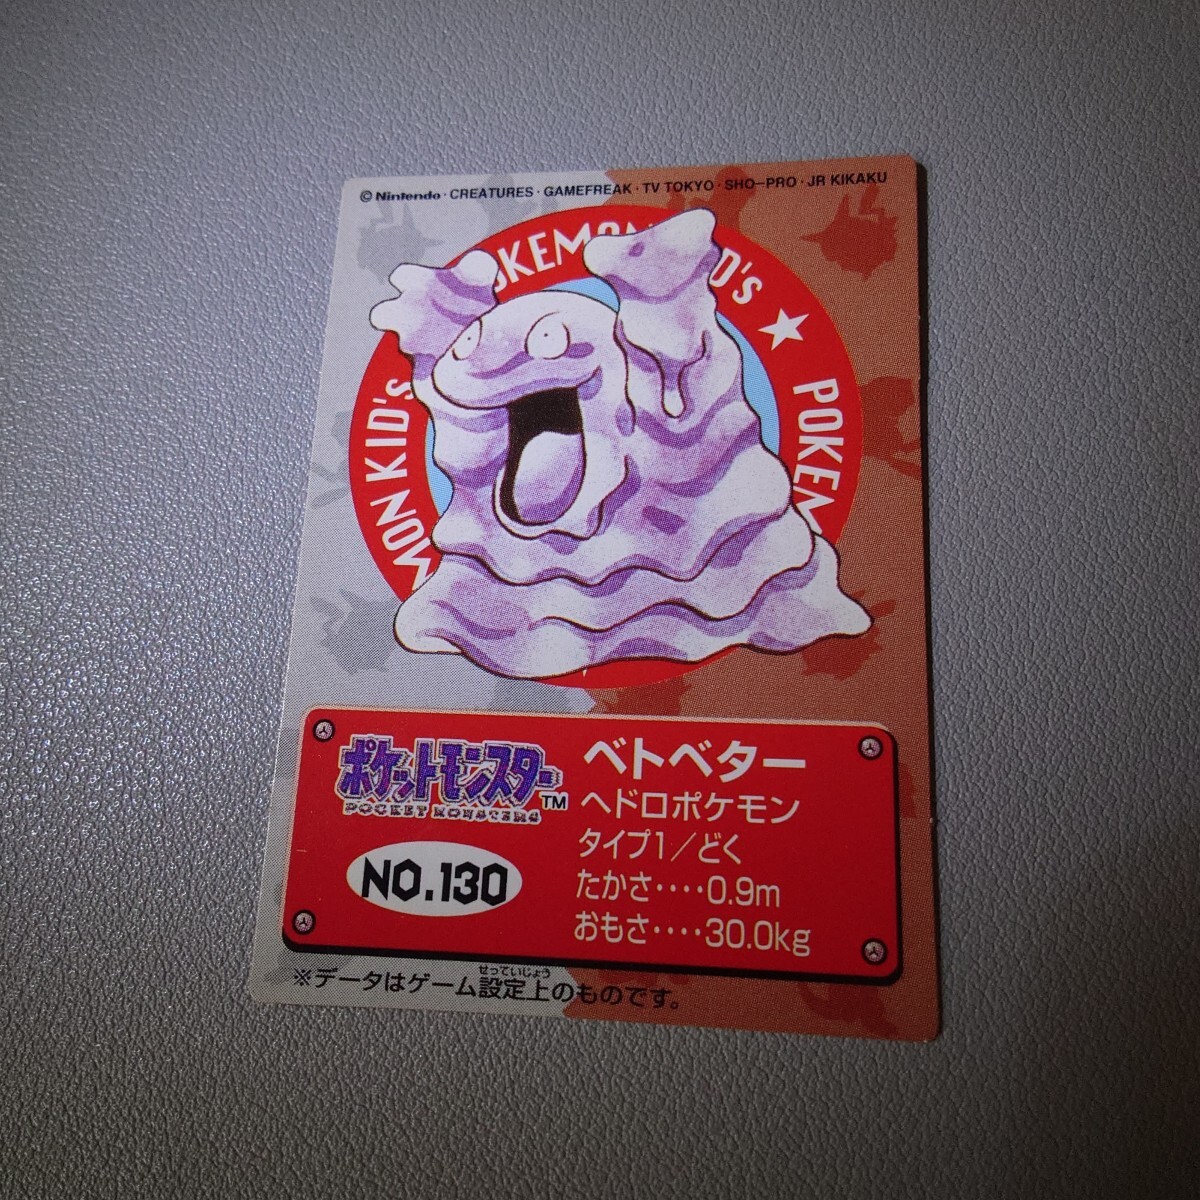 © Nintendo · CREATURES · GAMEFREAK · TV TOKYO · SHO-PRO · JR KIKAKU
MON KID'S
OKEMON
D'S ★
POKEM
ポケットモンスター TM
POCKET MONSTERS
NO.130
ベトベター
ヘドロポケモン
タイプ1/どく
たかさ‥‥0.9m
おもさ‥‥30.0kg
せっていじょう
※データはゲーム設定上のものです。